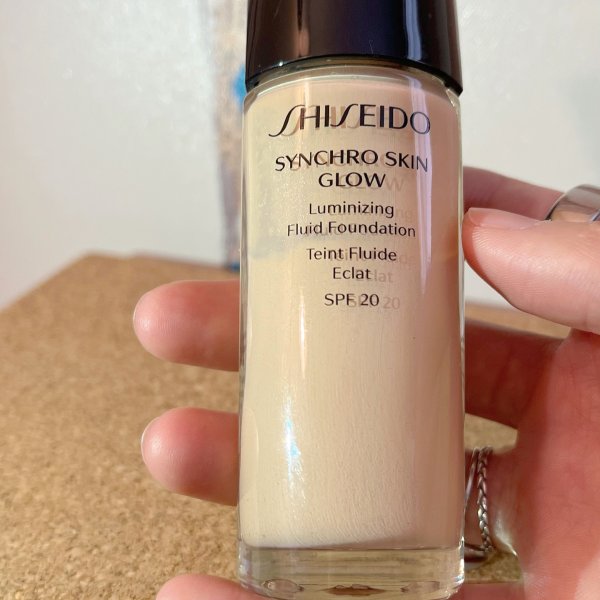 SHISEIDO
SYNCHRO SKIN
GLOW
Luminizing
Fluid Foundation
Teint Fluide
Eclat
SPF 20